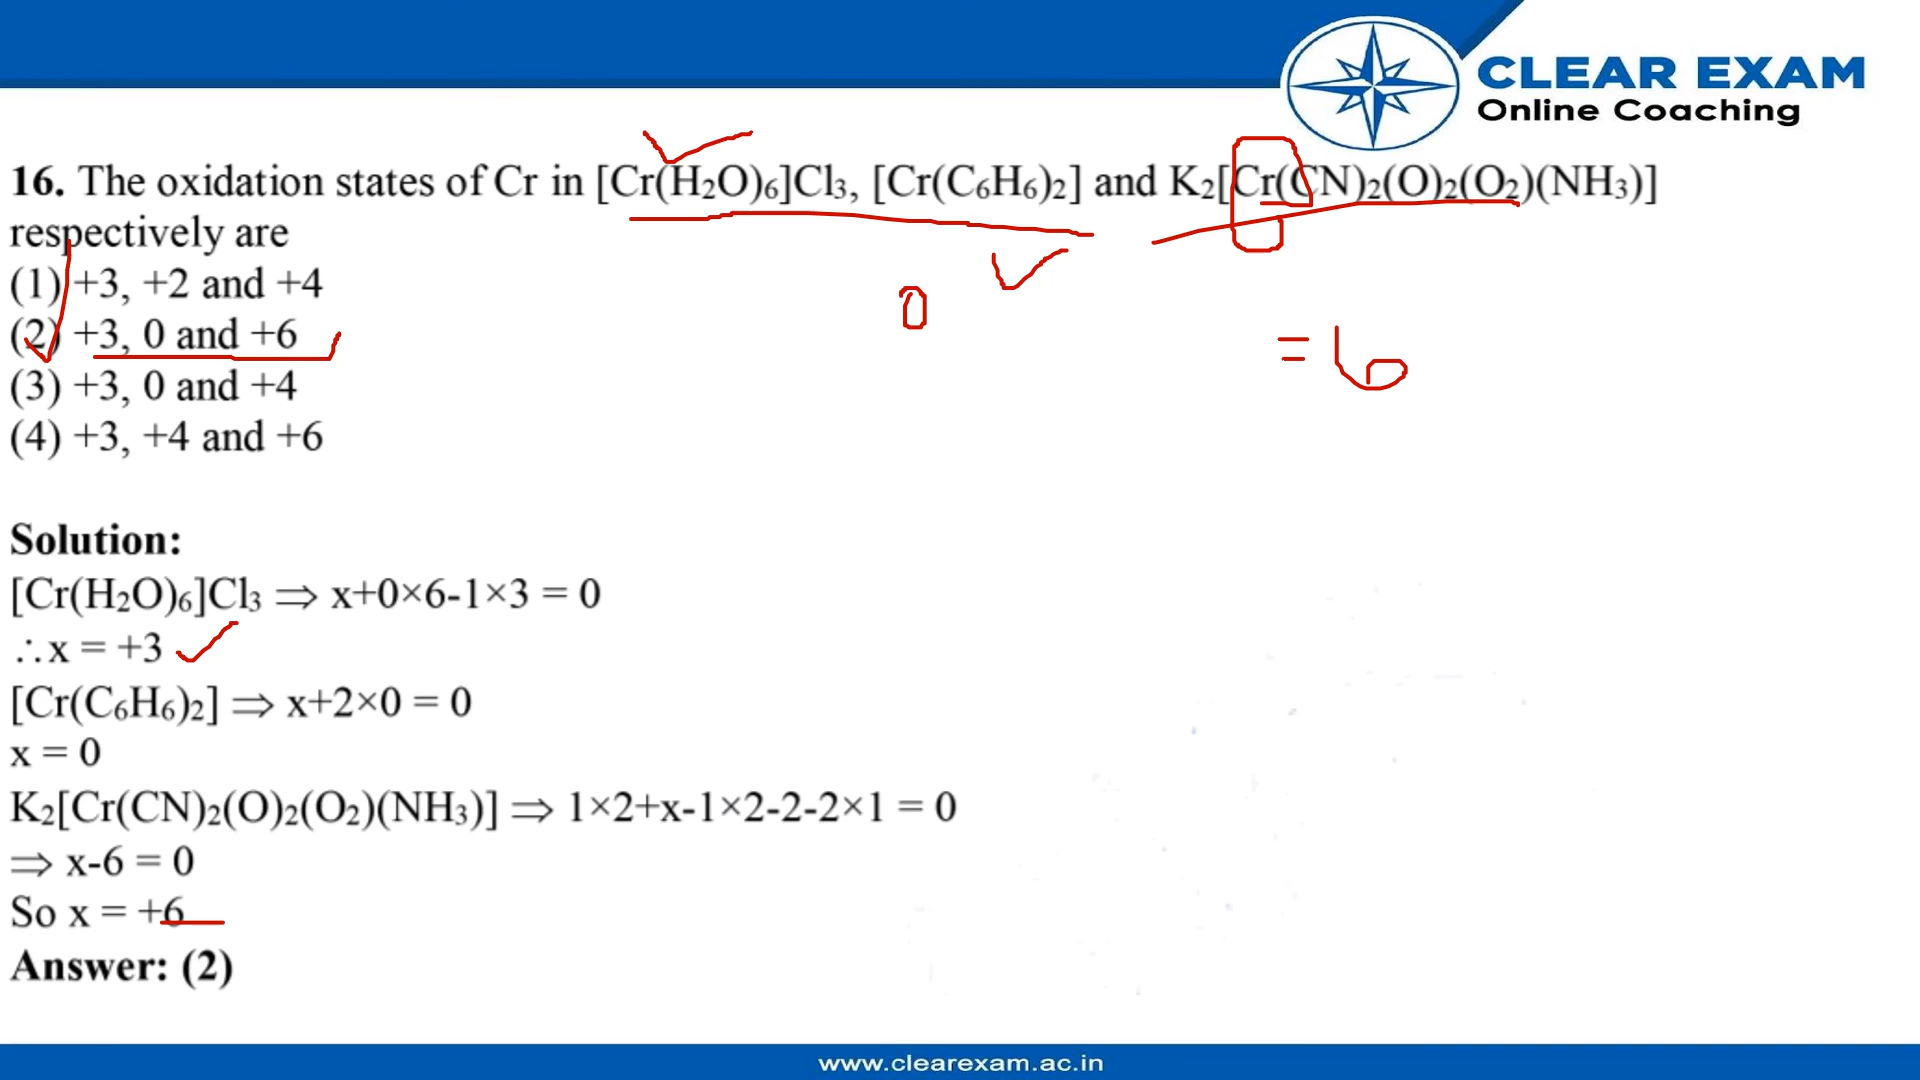 CLEAR EXAM
Online Coaching
16. The oxidation states of Cr in [Cr(H₂O)₆]Cl₃, [Cr(C₆H₆)₂] and K₂[Cr(CN)₂(O)₂(O₂)(NH₃)]
respectively are
(1) +3, +2 and +4
(2) +3, 0 and +6
(3) +3, 0 and +4
(4) +3, +4 and +6
0
= 6
Solution:
[Cr(H₂O)₆]Cl₃ ⟹ x+0×6-1×3 = 0
∴x = +3
[Cr(C₆H₆)₂] ⟹ x+2×0 = 0
x = 0
K₂[Cr(CN)₂(O)₂(O₂)(NH₃)] ⟹ 1×2+x-1×2-2-2×1 = 0
⟹ x-6 = 0
So x = +6
Answer: (2)
www.clearexam.ac.in